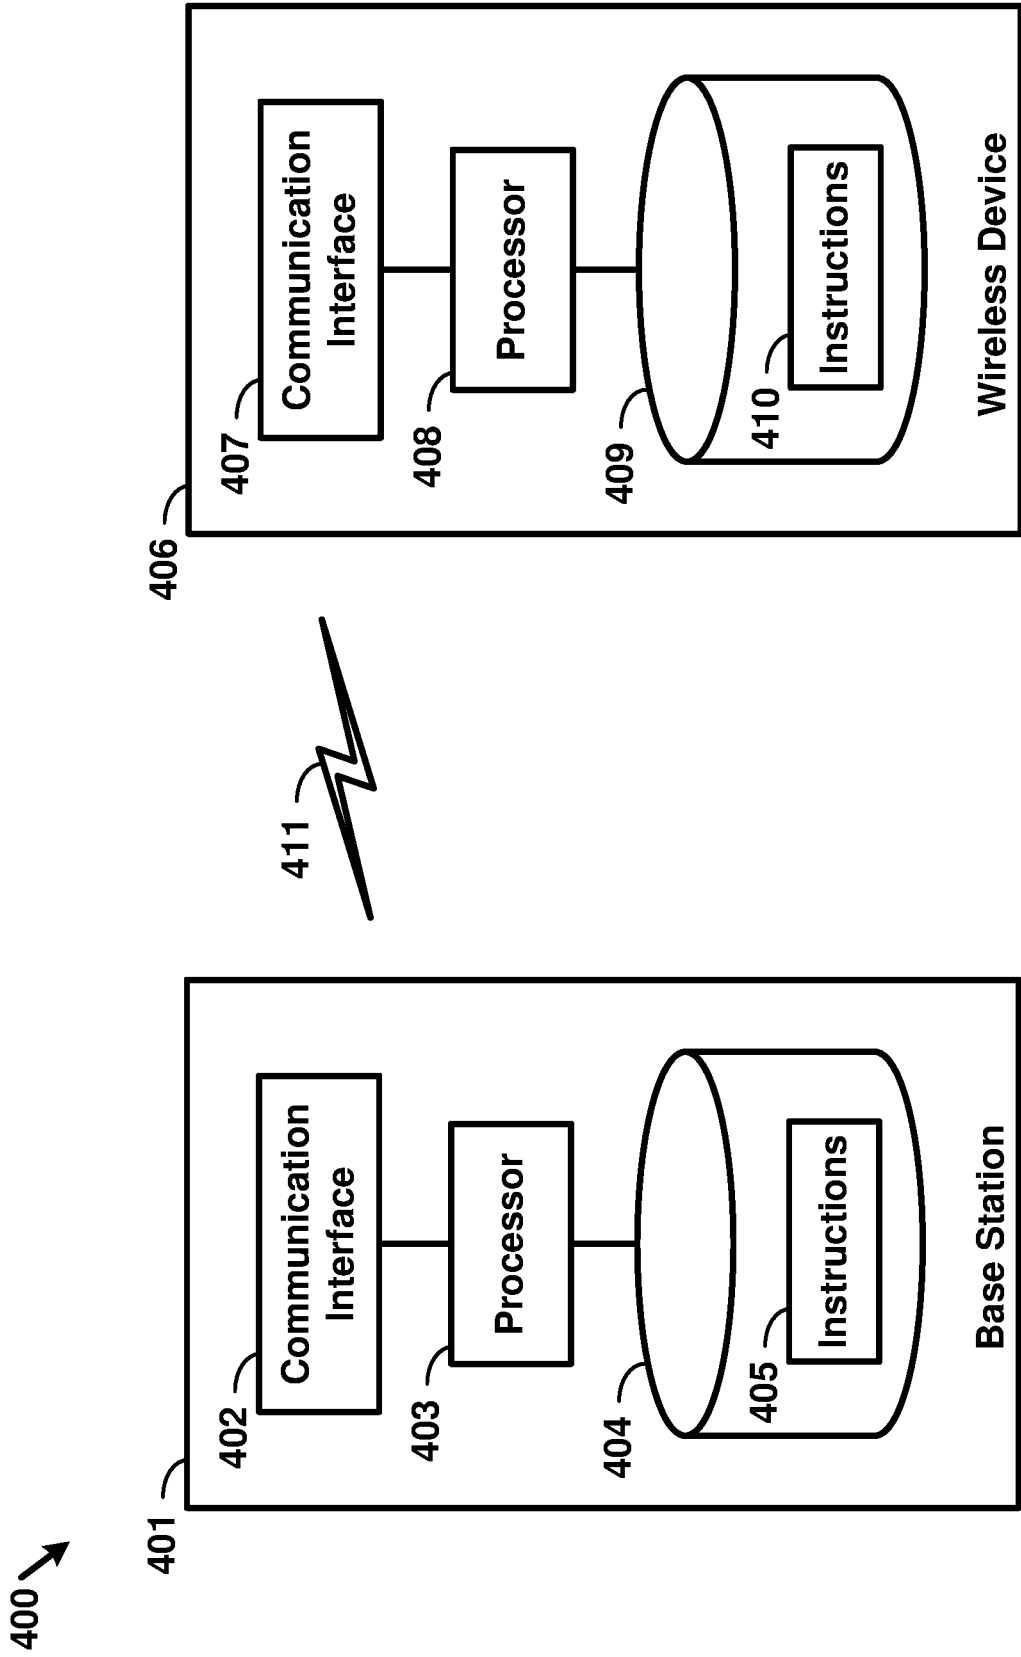 400
401
402
Communication
Interface
403
Processor
404
405
Instructions
Base Station
411
406
407
Communication
Interface
408
Processor
409
410
Instructions
Wireless Device